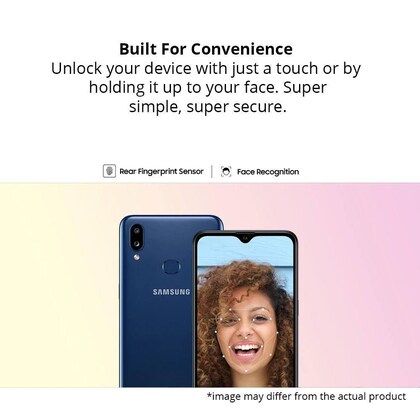 Built For Convenience
Unlock your device with just a touch or by
holding it up to your face. Super
simple, super secure.
Rear Fingerprint Sensor | Face Recognition
SAMSUNG
*image may differ from the actual product